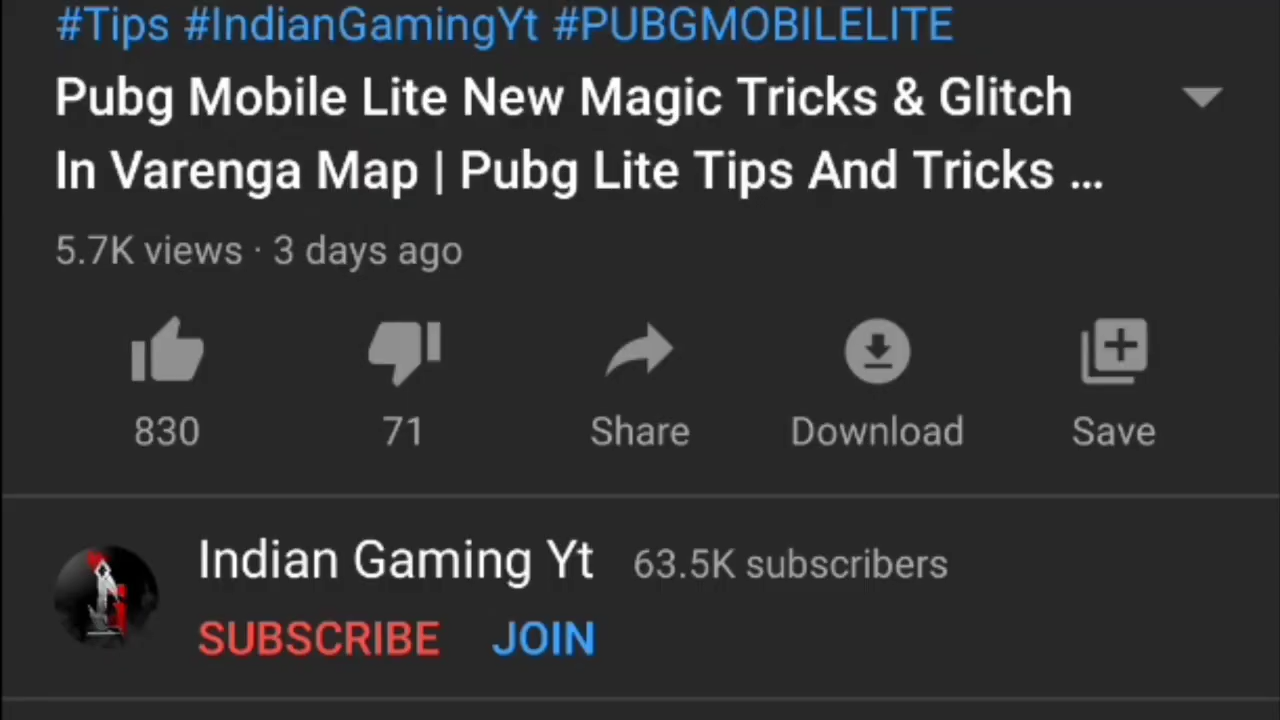 #Tips #IndianGamingYt #PUBGMOBILELITE
Pubg Mobile Lite New Magic Tricks & Glitch
In Varenga Map | Pubg Lite Tips And Tricks ...
5.7K views · 3 days ago
830 71 Share Download Save
Indian Gaming Yt 63.5K subscribers
SUBSCRIBE JOIN